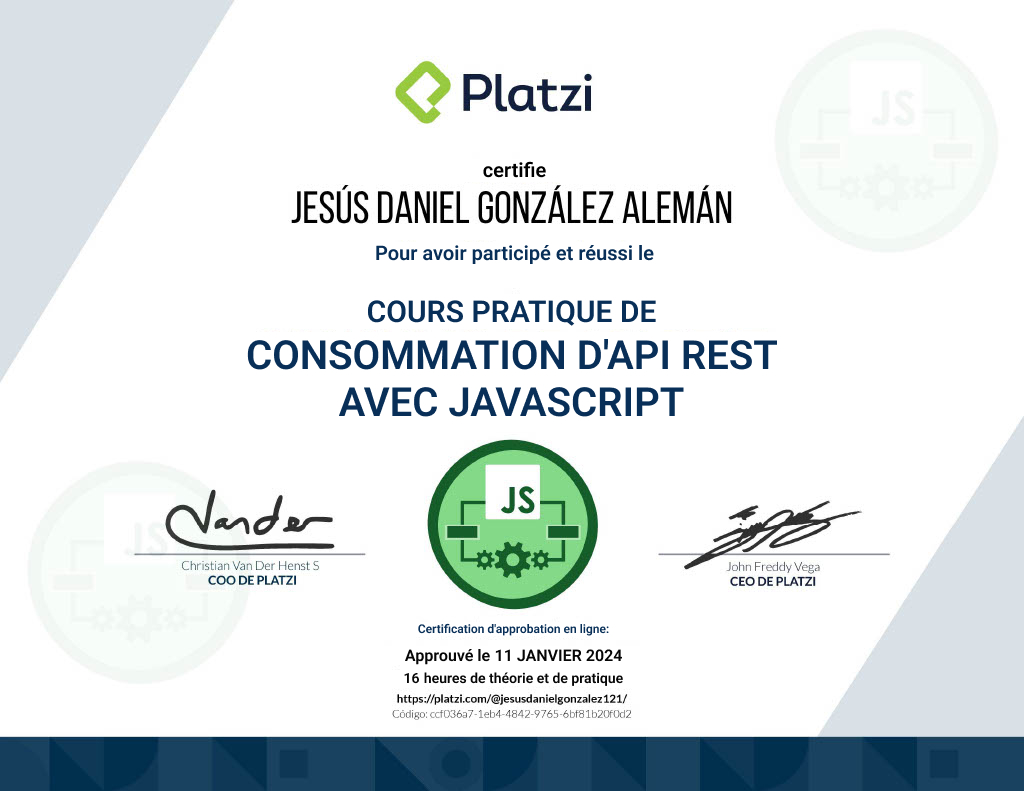 Platzi
certifie
JESÚS DANIEL GONZÁLEZ ALEMÁN
Pour avoir participé et réussi le
COURS PRATIQUE DE
CONSOMMATION D'API REST
AVEC JAVASCRIPT
JS
JS
JS
Vander
Christian Van Der Henst S
COO DE PLATZI
John Freddy Vega
CEO DE PLATZI
Certification d'approbation en ligne:
Approuvé le 11 JANVIER 2024
16 heures de théorie et de pratique
https://platzi.com/@jesusdanielgonzalez121/
Código: ccf036a7-1eb4-4842-9765-6bf81b20f0d2